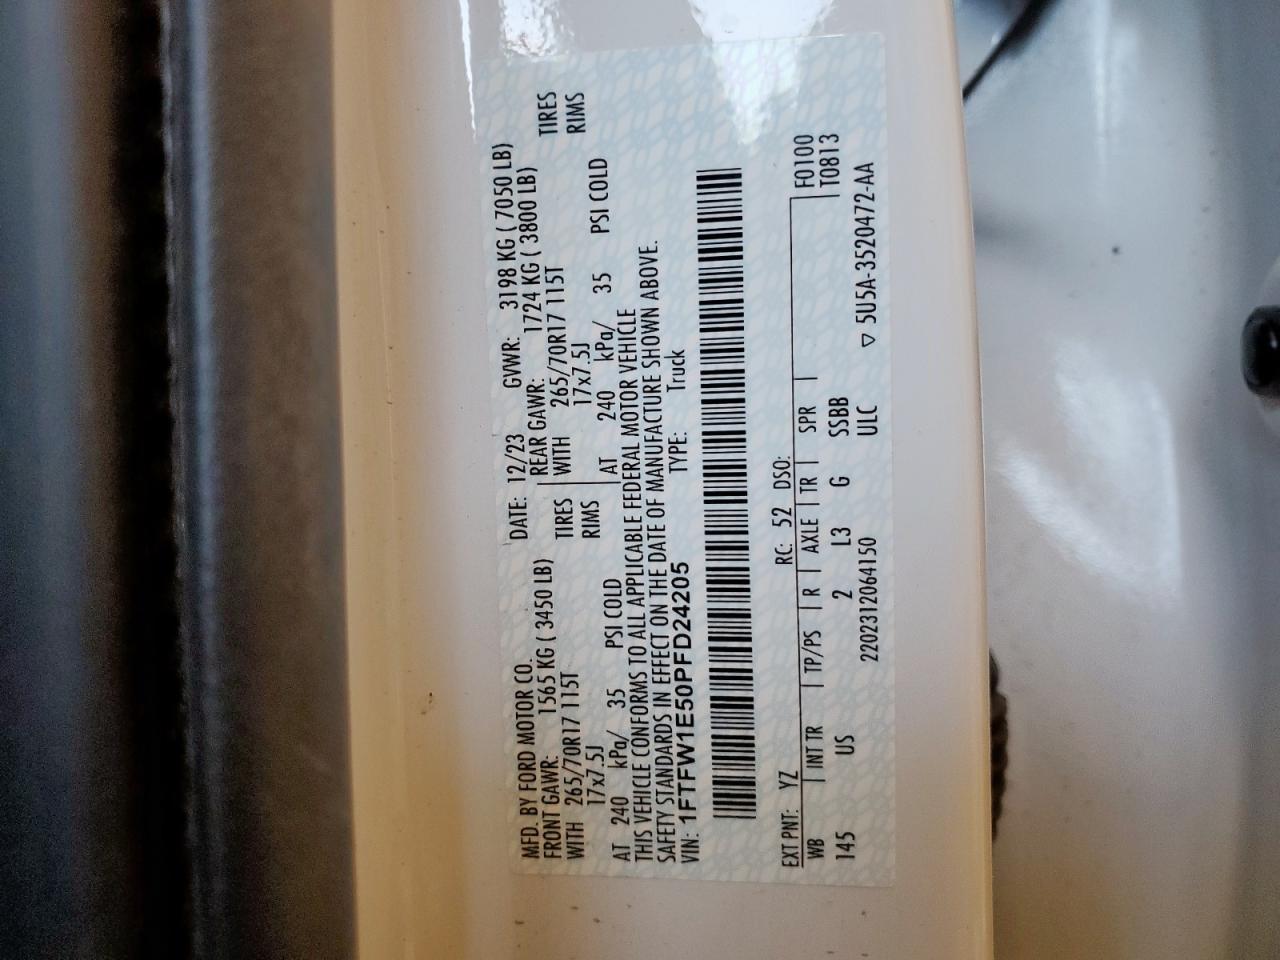 MFD. BY FORD MOTOR CO. DATE: 12/23 GVWR: 3198 KG ( 7050 LB)
FRONT GAWR: 1565 KG ( 3450 LB) REAR GAWR: 1724 KG ( 3800 LB)
WITH 265/70R17 115T TIRES WITH 265/70R17 115T TIRES
17x7.5J RIMS 17x7.5J RIMS
AT 240 kPa/ 35 PSI COLD AT 240 kPa/ 35 PSI COLD
THIS VEHICLE CONFORMS TO ALL APPLICABLE FEDERAL MOTOR VEHICLE
SAFETY STANDARDS IN EFFECT ON THE DATE OF MANUFACTURE SHOWN ABOVE.
VIN: 1FTFW1E50PFD24205 TYPE: Truck
EXT PNT: YZ RC: 52 DSO:
WB INT TR TP/PS R AXLE TR SPR F0100
145 US 2 L3 G SSBB T0813
2202312064150 ULC ▽ 5U5A-3520472-AA